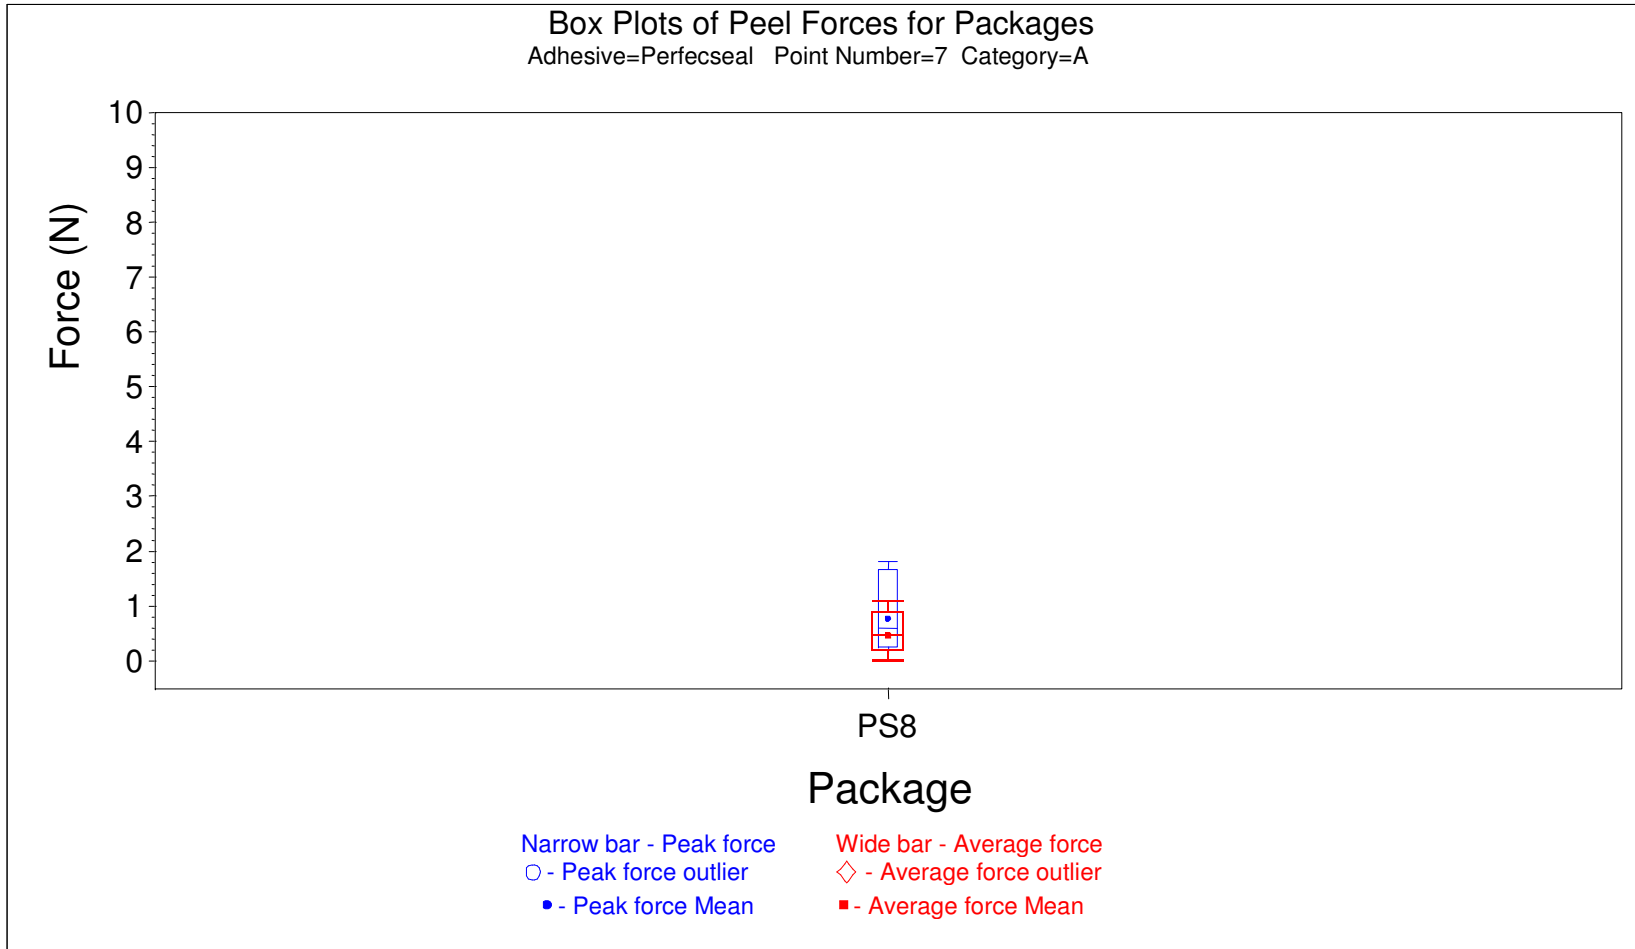 Box Plots of Peel Forces for Packages
Adhesive=Perfecseal Point Number=7 Category=A
10
9
8
7
6
5
4
3
2
1
0
Force (N)
PS8
Package
Narrow bar - Peak force Wide bar - Average force
- Peak force outlier - Average force outlier
- Peak force Mean - Average force Mean